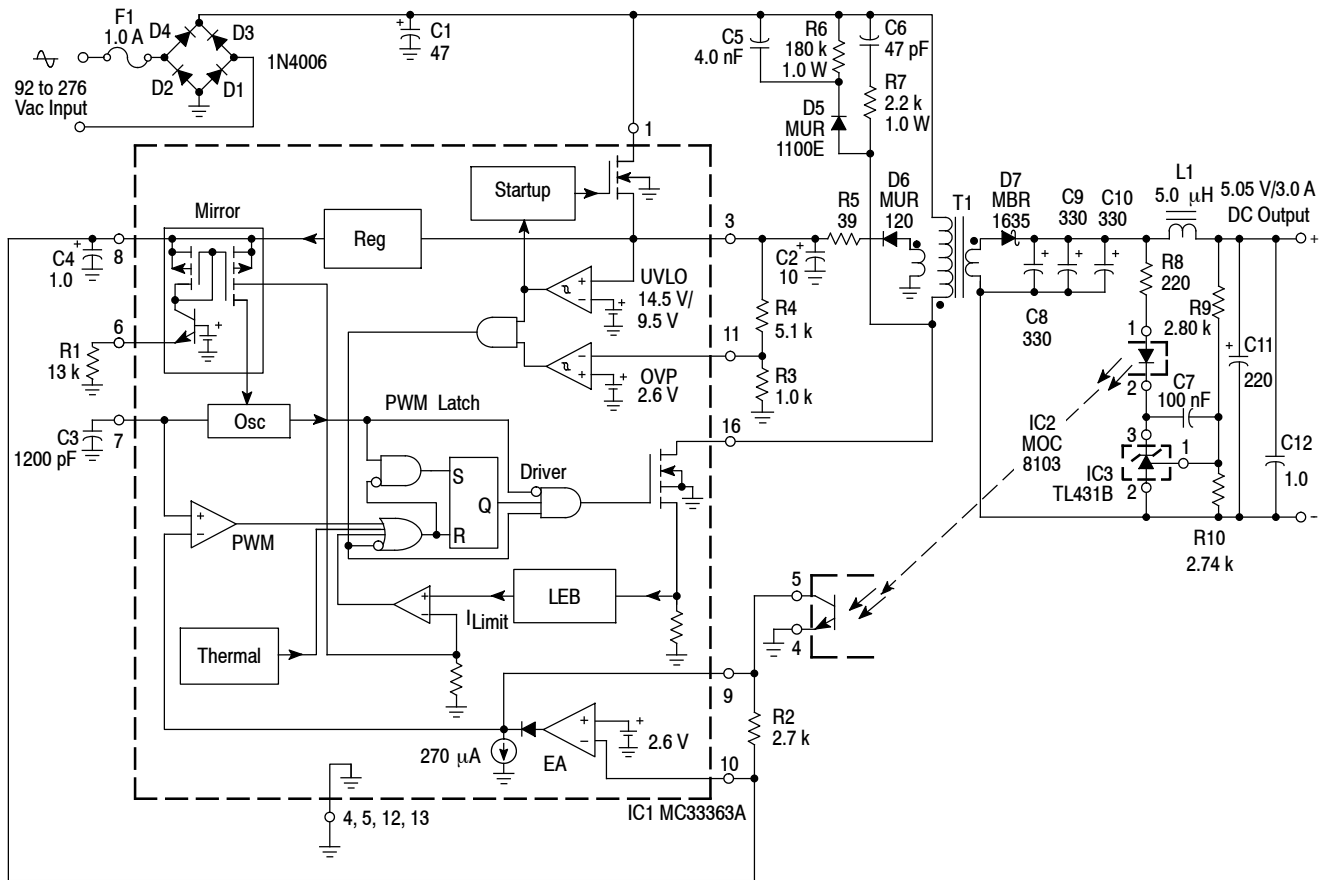 F1
1.0 A
D4
D3
D2
D1
1N4006
92 to 276
Vac Input
C1
47
+
1
C5
4.0 nF
R6
180 k
1.0 W
C6
47 pF
R7
2.2 k
1.0 W
D5
MUR
1100E
Startup
Mirror
Reg
C4
1.0
+
8
6
R1
13 k
+
3
R5
39
D6
MUR
120
T1
D7
MBR
1635
C9
330
C10
330
L1
5.0 µH
5.05 V/3.0 A
DC Output
+
C2
10
+
UVLO
14.5 V/
9.5 V
+
−
+
R4
5.1 k
11
OVP
2.6 V
−
+
+
R3
1.0 k
C8
330
+
+
+
R8
220
R9
2.80 k
C11
220
+
1
2
C7
100 nF
IC2
MOC
8103
3
1
IC3
TL431B
2
C12
1.0
−
R10
2.74 k
C3
1200 pF
7
Osc
PWM Latch
16
Driver
S
Q
R
+
−
PWM
LEB
+
−
ILimit
Thermal
5
4
9
R2
2.7 k
270 µA
EA
+
−
2.6 V
+
10
4, 5, 12, 13
IC1 MC33363A